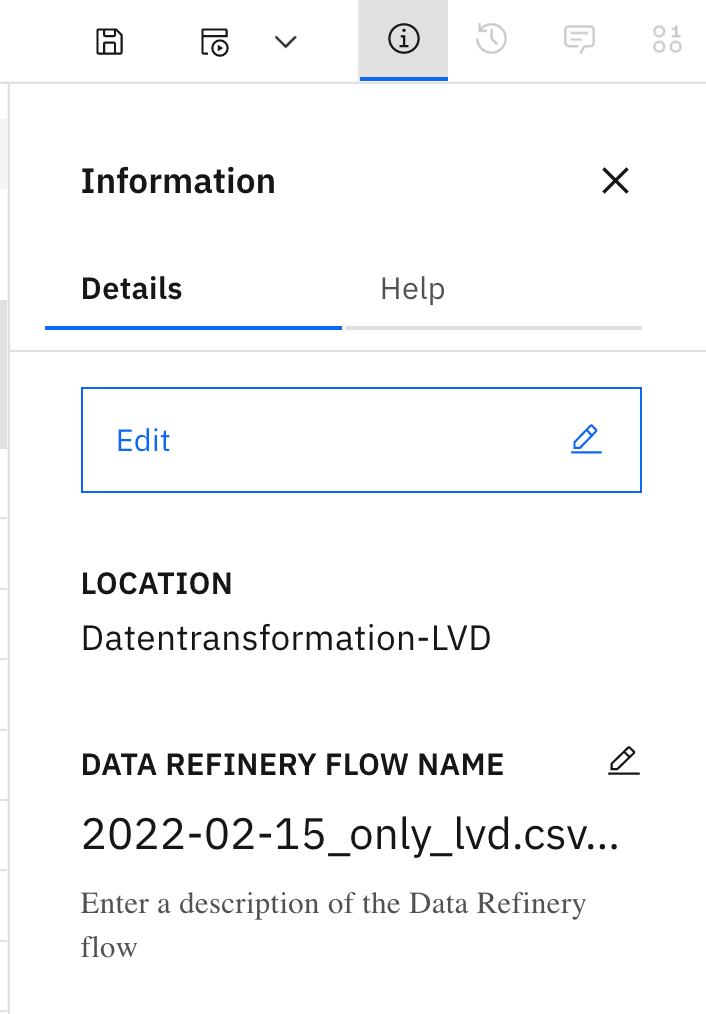 Information
Details
Help
Edit
LOCATION
Datentransformation-LVD
DATA REFINERY FLOW NAME
2022-02-15_only_lvd.csv...
Enter a description of the Data Refinery
flow